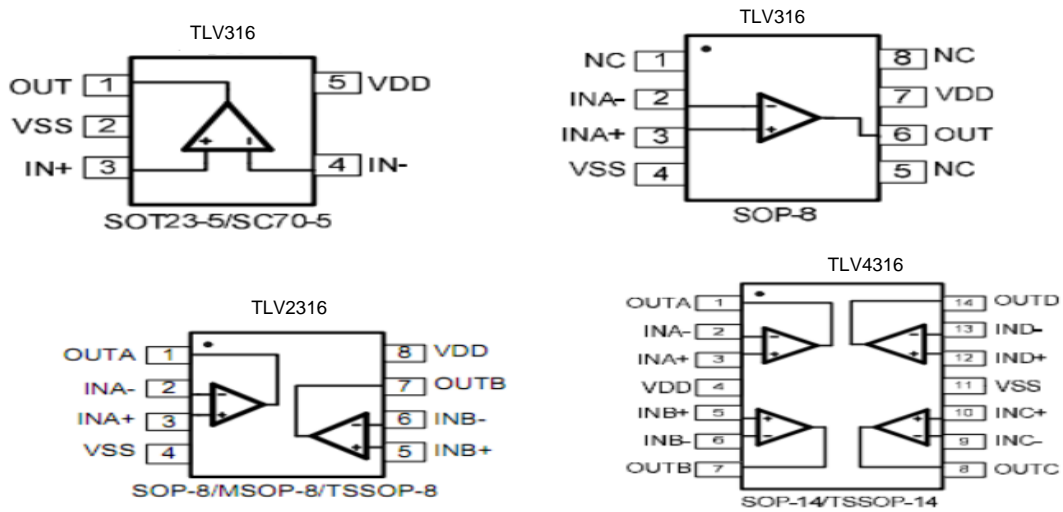 TLV316
OUT 1 5 VDD
VSS 2
IN+ 3 4 IN-
+ -
SOT23-5/SC70-5
TLV316
NC 1 8 NC
INA- 2 - 7 VDD
INA+ 3 + 6 OUT
VSS 4 5 NC
SOP-8
TLV2316
OUTA 1 8 VDD
INA- 2 - 7 OUTB
INA+ 3 + - 6 INB-
VSS 4 + 5 INB+
SOP-8/MSOP-8/TSSOP-8
TLV4316
OUTA 1 14 OUTD
INA- 2 - - 13 IND-
INA+ 3 + + 12 IND+
VDD 4 11 VSS
INB+ 5 + + 10 INC+
INB- 6 - - 9 INC-
OUTB 7 8 OUTC
SOP-14/TSSOP-14